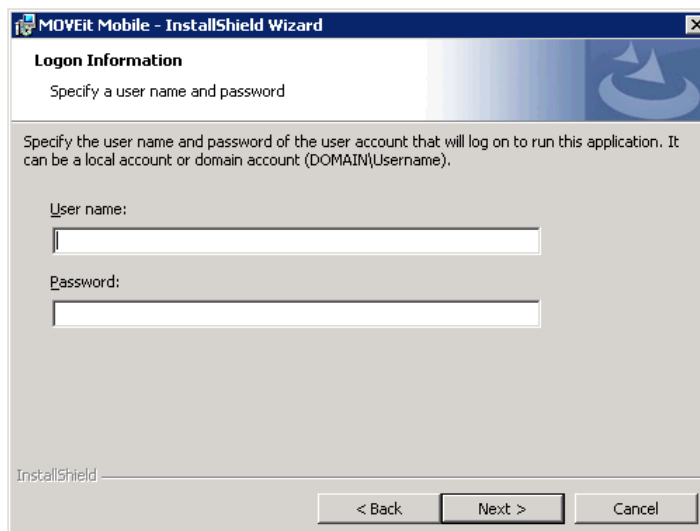 MOVEit Mobile - InstallShield Wizard
Logon Information
Specify a user name and password
Specify the user name and password of the user account that will log on to run this application. It
can be a local account or domain account (DOMAIN\Username).
User name:
Password:
InstallShield
< Back
Next >
Cancel